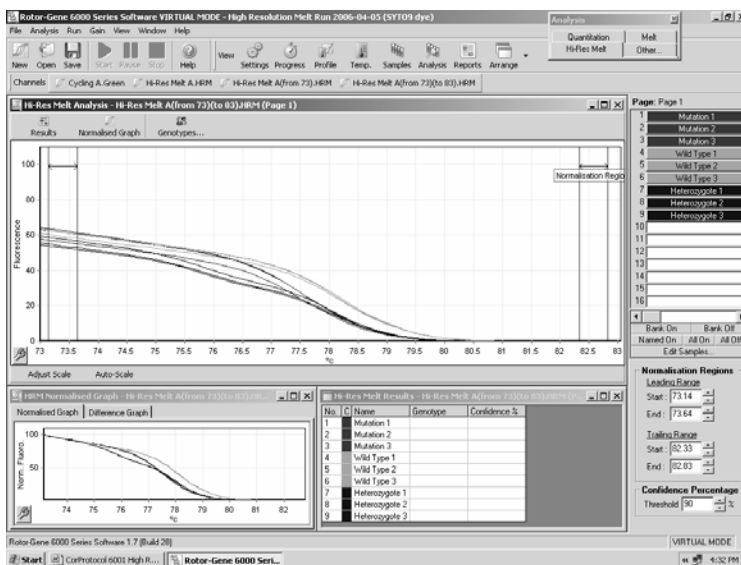 Rotor-Gene 6000 Series Software VIRTUAL MODE - High Resolution Melt Run 2006-04-05 (SYTO9 dye)
File Analysis Run Gain View Window Help
Analysis
Quantitation Melt
Hi-Res Melt Other...
New Open Save Start Pause Stop Help View Settings Progress Profile Temp. Samples Analysis Reports Arrange
Channels Cycling A.Green Hi-Res Melt A.HRM Hi-Res Melt A(from 73).HRM Hi-Res Melt A(from 73)(to 83).HRM
Hi-Res Melt Analysis - Hi-Res Melt A(from 73)(to 83).HRM (Page 1)
Results Normalised Graph Genotypes...
Normalisation Regio
Fluorescence
100
80
60
40
20
0
73 73.5 74 74.5 75 75.5 76 76.5 77 77.5 78 78.5 79 79.5 80 80.5 81 81.5 82 82.5 83
°C
Adjust Scale Auto-Scale
Page: Page 1
1 Mutation 1
2 Mutation 2
3 Mutation 3
4 Wild Type 1
5 Wild Type 2
6 Wild Type 3
7 Heterozygote 1
8 Heterozygote 2
9 Heterozygote 3
10
11
12
13
14
15
16
Bank On Bank Off
Named On All On All Off
Edit Samples...
Normalisation Regions
Leading Range
Start : 73.14
End : 73.64
Trailing Range
Start : 82.33
End : 82.83
Confidence Percentage
Threshold 90 %
HRM Normalised Graph - Hi-Res Melt A(from 73)(to 83).HR...
Normalised Graph Difference Graph
Norm. Fluoro.
100
50
74 75 76 77 78 79 80 81 82
°C
Hi-Res Melt Results - Hi-Res Melt A(from 73)(to 83).HRM (P...
No. C Name Genotype Confidence %
1 Mutation 1
2 Mutation 2
3 Mutation 3
4 Wild Type 1
5 Wild Type 2
6 Wild Type 3
7 Heterozygote 1
8 Heterozygote 2
9 Heterozygote 3
Rotor-Gene 6000 Series Software 1.7 (Build 28) VIRTUAL MODE
Start CorProtocol 6001 High R... Rotor-Gene 6000 Seri... 4:32 PM